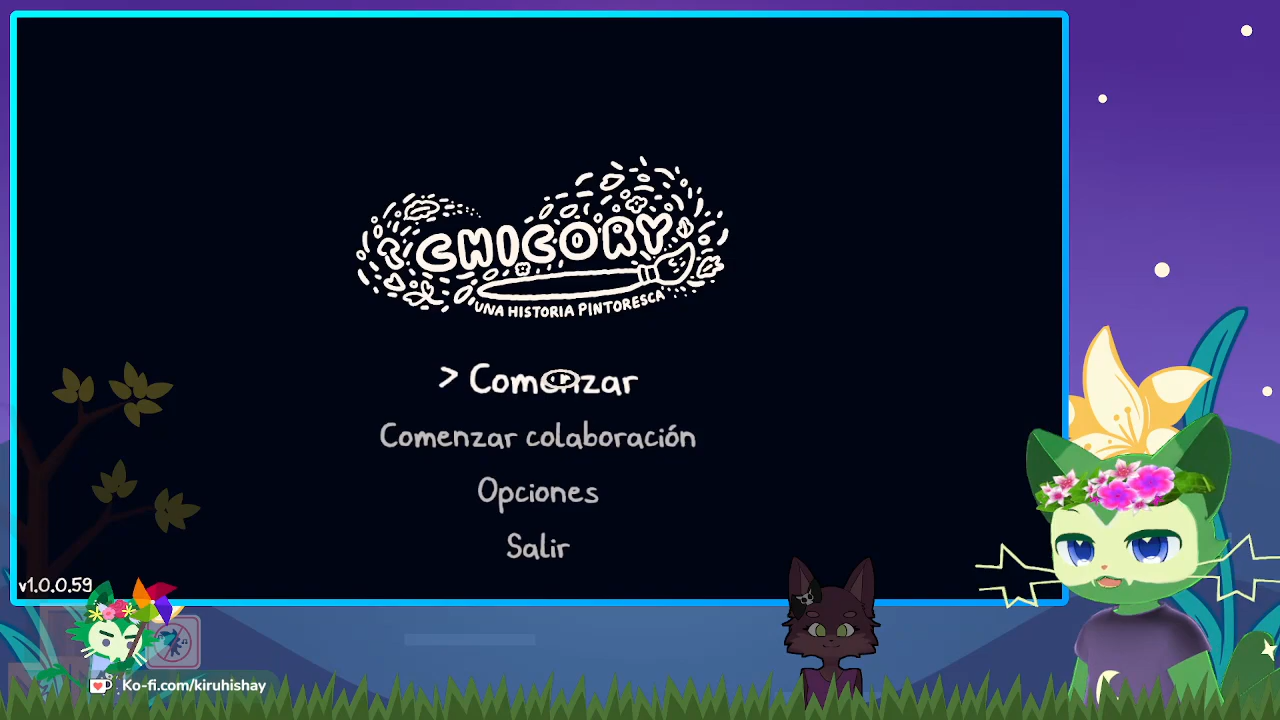 CHICORY
UNA HISTORIA PINTORESCA
> Comenzar
Comenzar colaboración
Opciones
Salir
v1.0.0.59
Ko-fi.com/kiruhishay